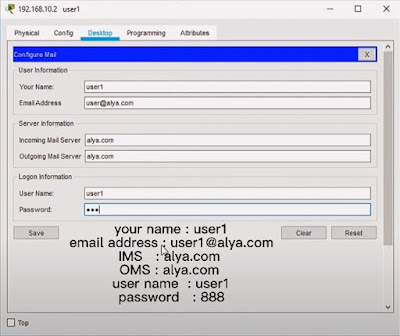 192.168.10.2 user1
Physical Config Desktop Programming Attributes
Configure Mail X
User Information
Your Name: user1
Email Address user@alya.com
Server Information
Incoming Mail Server alya.com
Outgoing Mail Server alya.com
Logon Information
User Name: user1
Password: ●●●
Save Clear Reset
your name : user1
email address : user1@alya.com
IMS : alya.com
OMS : alya.com
user name : user1
password : 888
Top